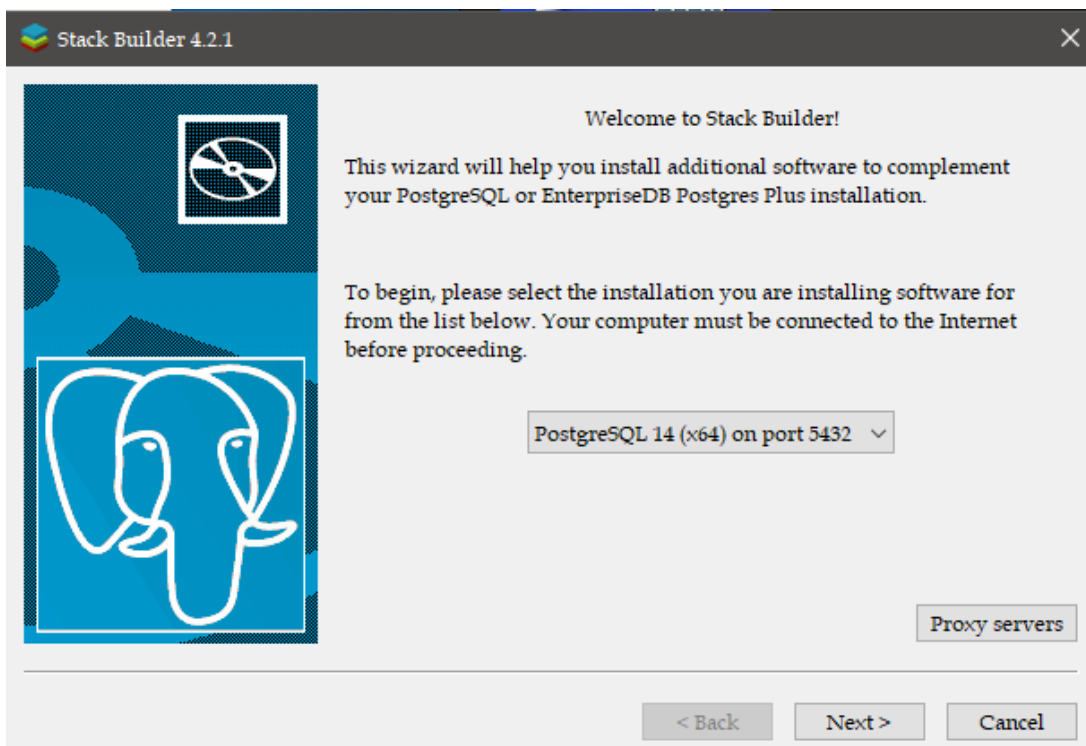 Stack Builder 4.2.1
Welcome to Stack Builder!
This wizard will help you install additional software to complement
your PostgreSQL or EnterpriseDB Postgres Plus installation.
To begin, please select the installation you are installing software for
from the list below. Your computer must be connected to the Internet
before proceeding.
PostgreSQL 14 (x64) on port 5432
Proxy servers
< Back
Next >
Cancel